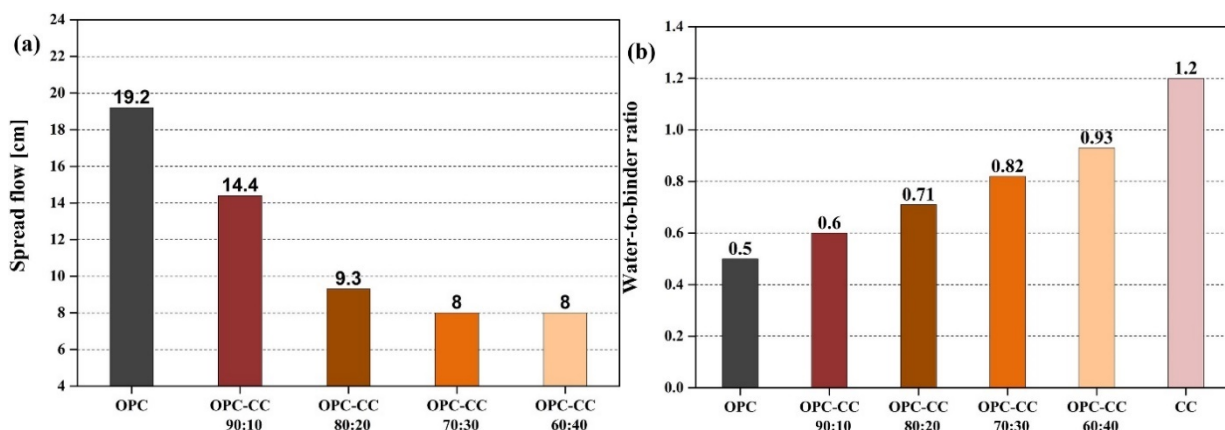 (a)
Spread flow [cm]
24
22
20
18
16
14
12
10
8
6
4
19.2
14.4
9.3
8
8
OPC
OPC-CC
90:10
OPC-CC
80:20
OPC-CC
70:30
OPC-CC
60:40
(b)
Water-to-binder ratio
1.4
1.2
1.0
0.8
0.6
0.4
0.2
0.0
0.5
0.6
0.71
0.82
0.93
1.2
OPC
OPC-CC
90:10
OPC-CC
80:20
OPC-CC
70:30
OPC-CC
60:40
CC